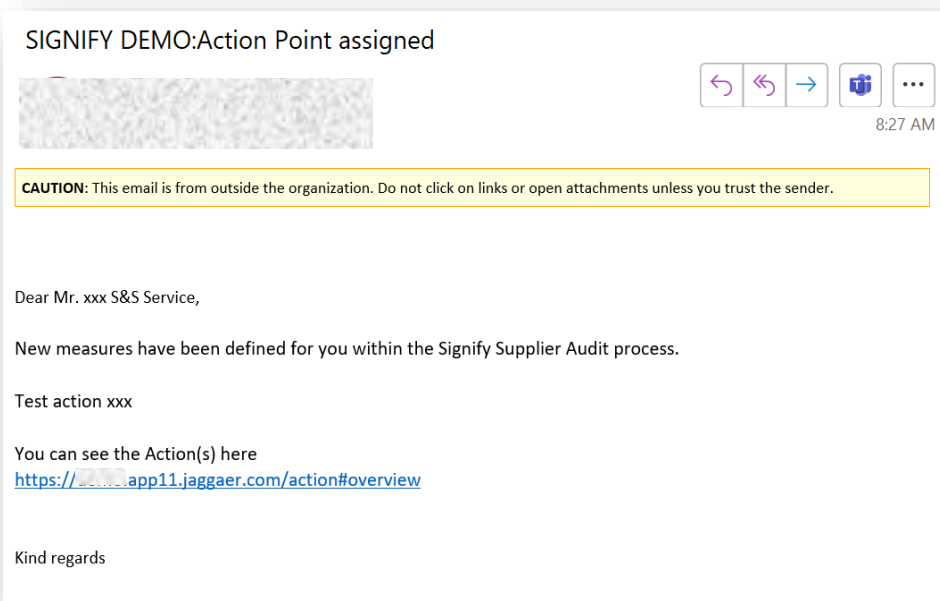 SIGNIFY DEMO:Action Point assigned
8:27 AM
CAUTION: This email is from outside the organization. Do not click on links or open attachments unless you trust the sender.
Dear Mr. xxx S&S Service,
New measures have been defined for you within the Signify Supplier Audit process.
Test action xxx
You can see the Action(s) here
https:// app11.jaggaer.com/action#overview
Kind regards